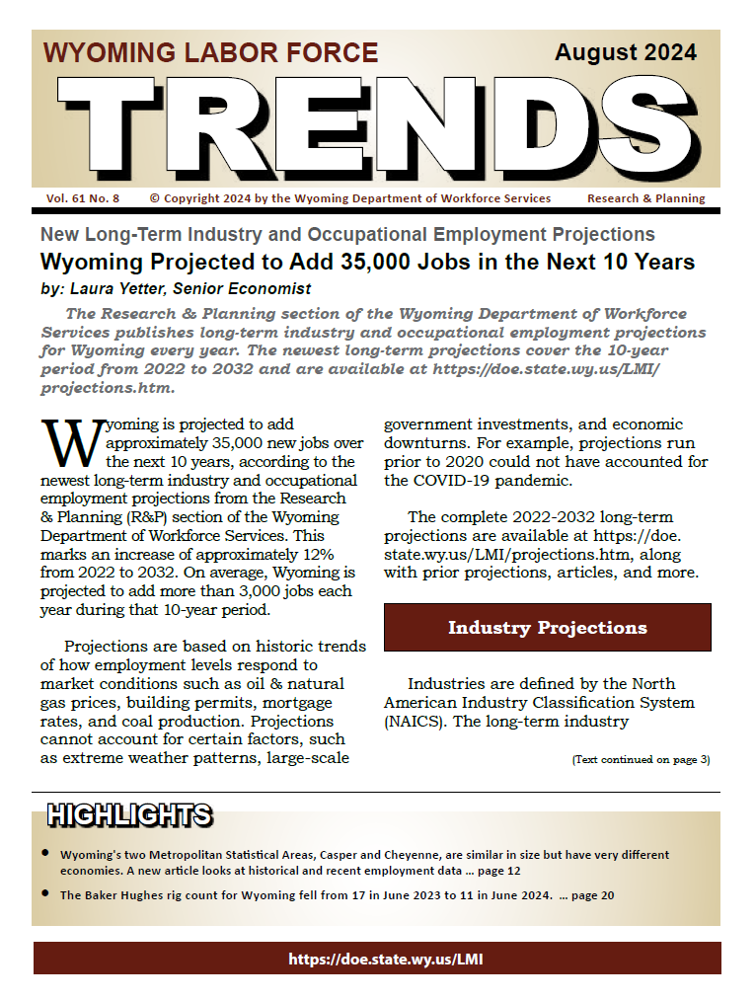 WYOMING LABOR FORCE
August 2024
TRENDS
Vol. 61 No. 8 © Copyright 2024 by the Wyoming Department of Workforce Services Research & Planning
New Long-Term Industry and Occupational Employment Projections
Wyoming Projected to Add 35,000 Jobs in the Next 10 Years
by: Laura Yetter, Senior Economist
The Research & Planning section of the Wyoming Department of Workforce
Services publishes long-term industry and occupational employment projections
for Wyoming every year. The newest long-term projections cover the 10-year
period from 2022 to 2032 and are available at https://doe.state.wy.us/LMI/
projections.htm.
Wyoming is projected to add
approximately 35,000 new jobs over
the next 10 years, according to the
newest long-term industry and occupational
employment projections from the Research
& Planning (R&P) section of the Wyoming
Department of Workforce Services. This
marks an increase of approximately 12%
from 2022 to 2032. On average, Wyoming is
projected to add more than 3,000 jobs each
year during that 10-year period.
Projections are based on historic trends
of how employment levels respond to
market conditions such as oil & natural
gas prices, building permits, mortgage
rates, and coal production. Projections
cannot account for certain factors, such
as extreme weather patterns, large-scale
government investments, and economic
downturns. For example, projections run
prior to 2020 could not have accounted for
the COVID-19 pandemic.
The complete 2022-2032 long-term
projections are available at https://doe.
state.wy.us/LMI/projections.htm, along
with prior projections, articles, and more.
Industry Projections
Industries are defined by the North
American Industry Classification System
(NAICS). The long-term industry
(Text continued on page 3)
HIGHLIGHTS
• Wyoming's two Metropolitan Statistical Areas, Casper and Cheyenne, are similar in size but have very different
economies. A new article looks at historical and recent employment data ... page 12
• The Baker Hughes rig count for Wyoming fell from 17 in June 2023 to 11 in June 2024. ... page 20
https://doe.state.wy.us/LMI